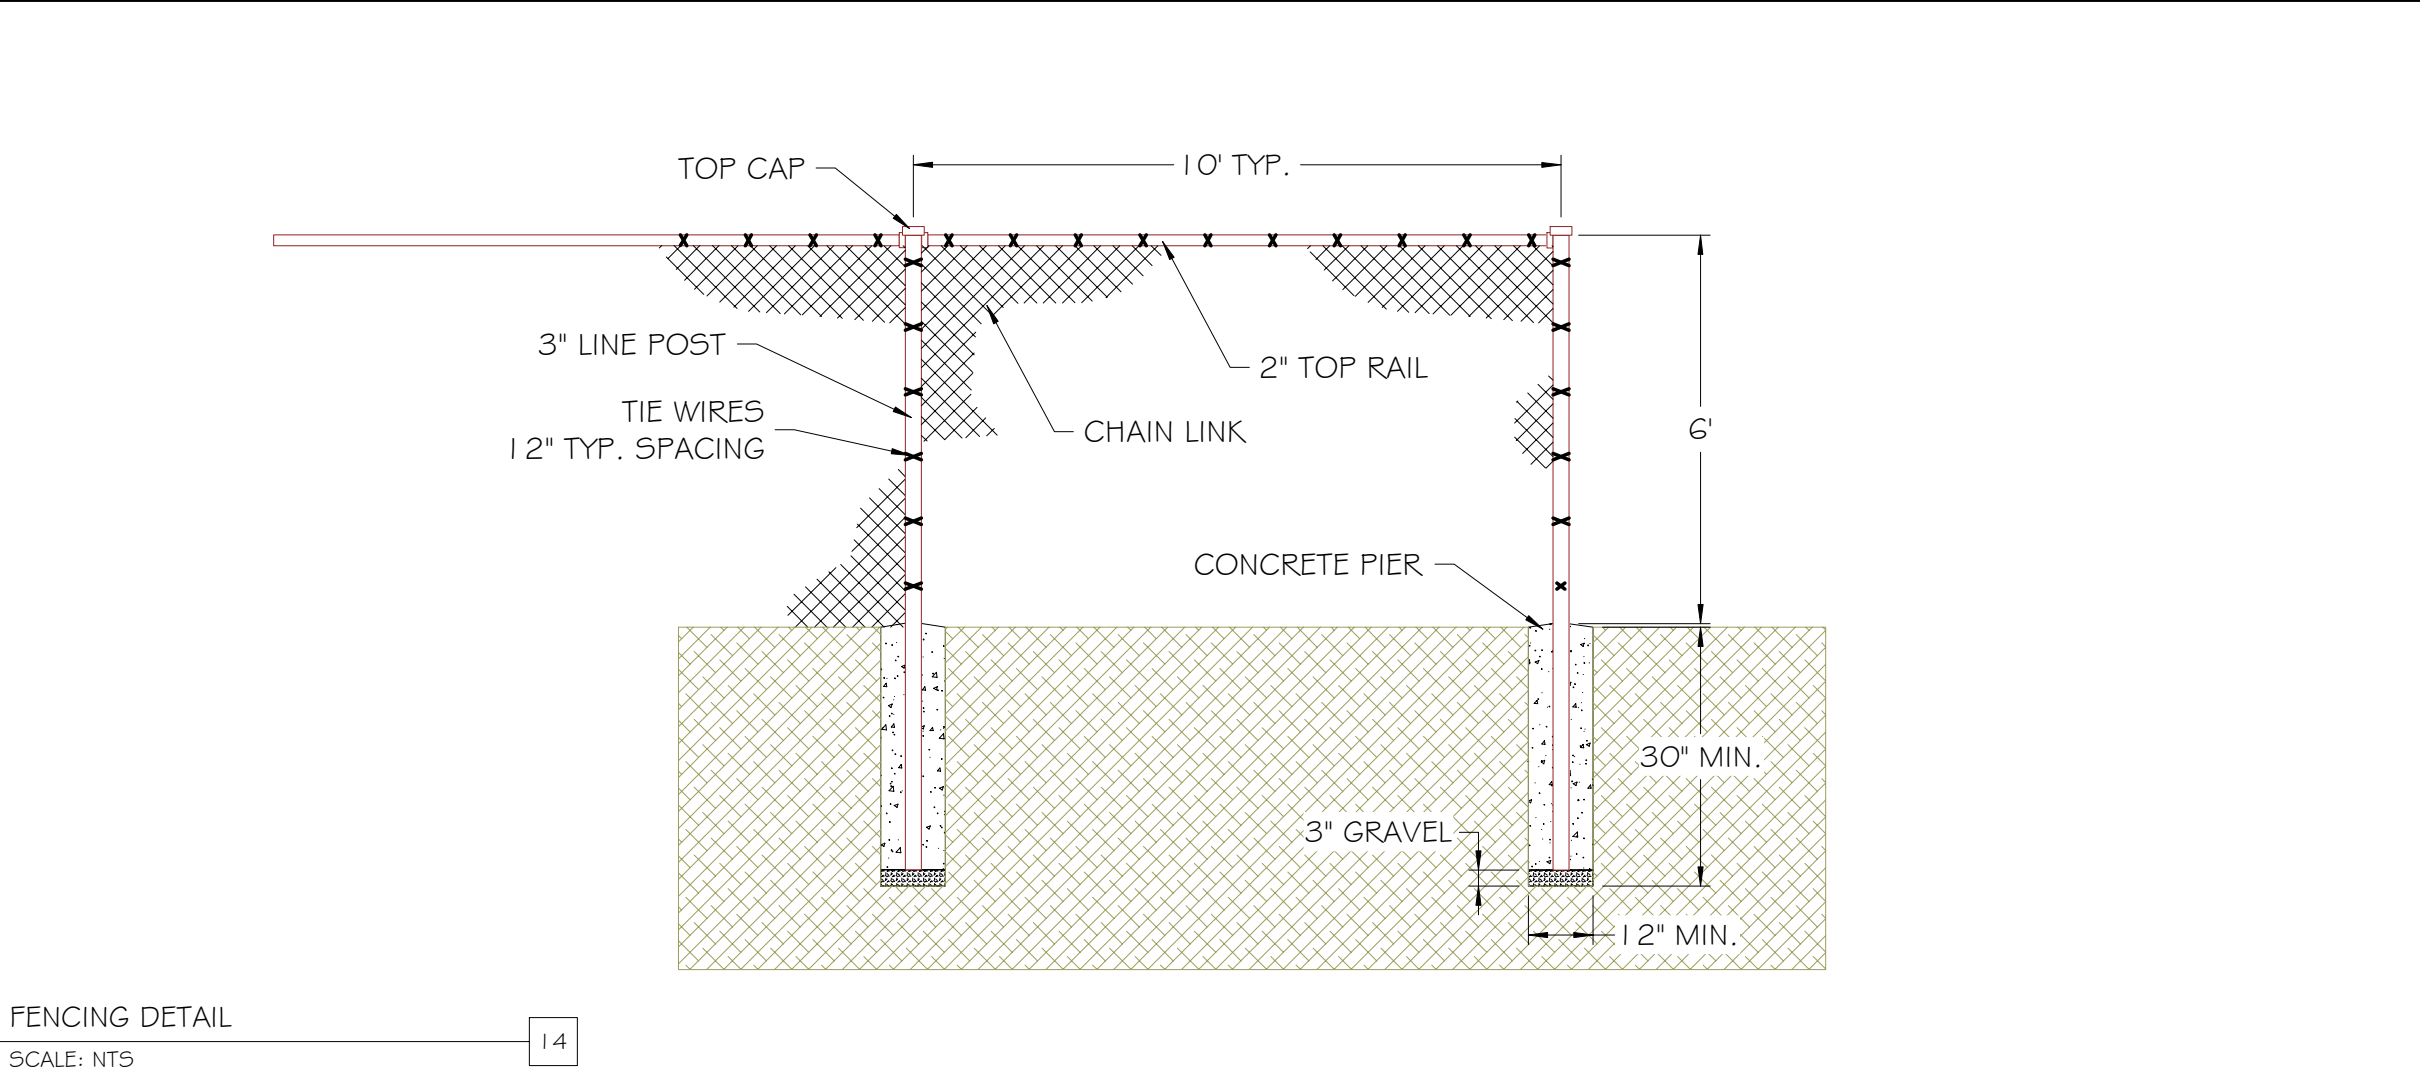 TOP CAP
10' TYP.
3" LINE POST
2" TOP RAIL
TIE WIRES
12" TYP. SPACING
CHAIN LINK
6'
CONCRETE PIER
30" MIN.
3" GRAVEL
12" MIN.
FENCING DETAIL
14
SCALE: NTS